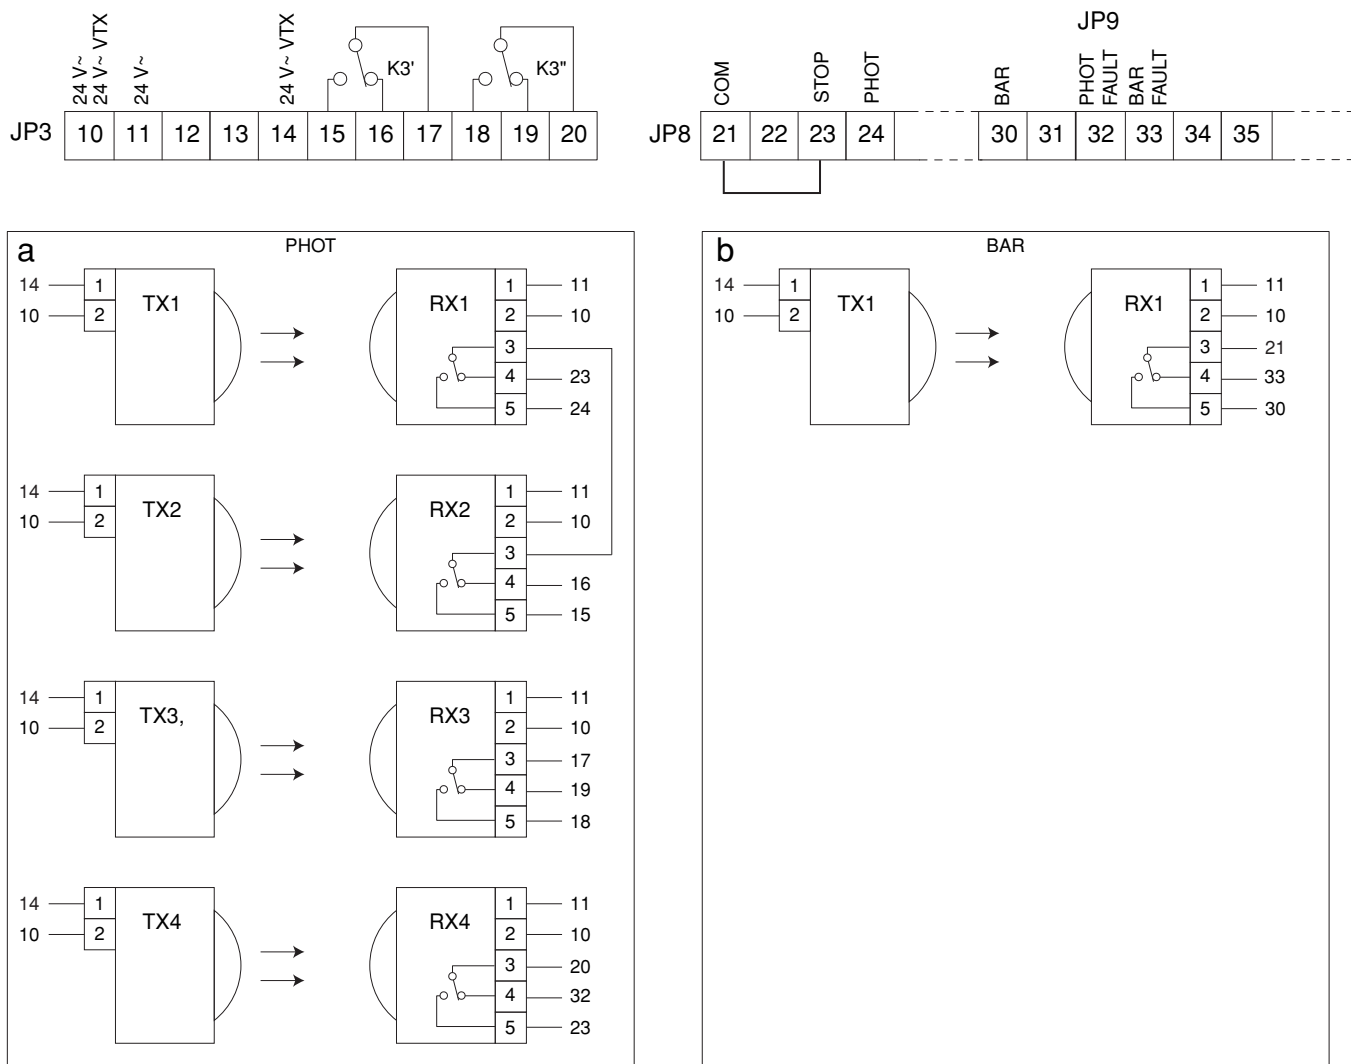 JP9
24 V~
24 V~ VTX
24 V~
24 V~ VTX
K3'
K3"
COM
STOP
PHOT
BAR
PHOT
FAULT
BAR
FAULT
JP3 10 11 12 13 14 15 16 17 18 19 20
JP8 21 22 23 24 30 31 32 33 34 35
a PHOT
14 1 TX1 RX1 1 11
10 2 2 10
3
4 23
5 24
14 1 TX2 RX2 1 11
10 2 2 10
3
4 16
5 15
14 1 TX3, RX3 1 11
10 2 2 10
3 17
4 19
5 18
14 1 TX4 RX4 1 11
10 2 2 10
3 20
4 32
5 23
b BAR
14 1 TX1 RX1 1 11
10 2 2 10
3 21
4 33
5 30